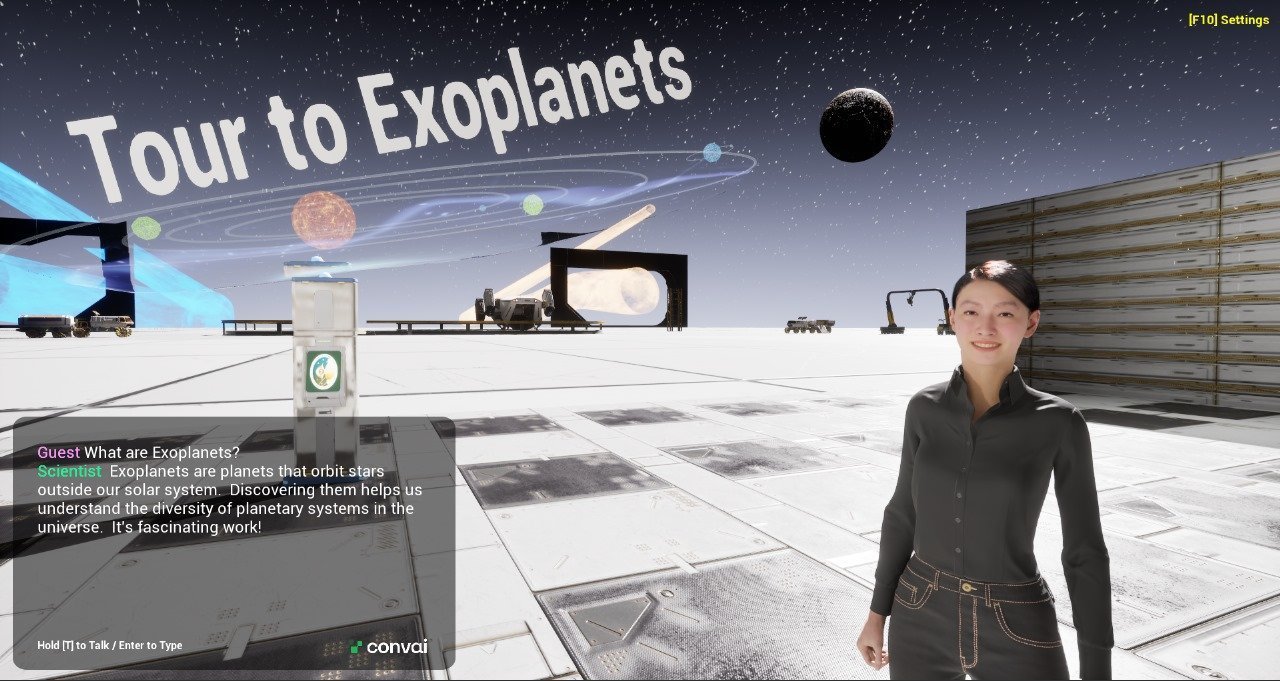 [F10] Settings
Tour to Exoplanets
Guest What are Exoplanets?
Scientist Exoplanets are planets that orbit stars
outside our solar system. Discovering them helps us
understand the diversity of planetary systems in the
universe. It's fascinating work!
Hold [T] to Talk / Enter to Type
convai